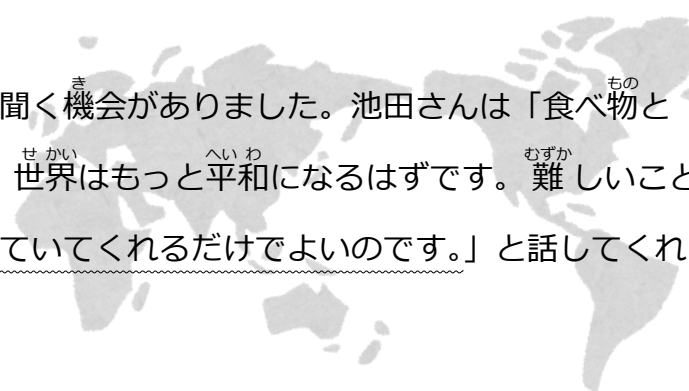 聞く機会がありました。池田さんは「食べ物と
世界はもっと平和になるはずです。難しいこと
ていてくれるだけでよいのです。」と話してくれ